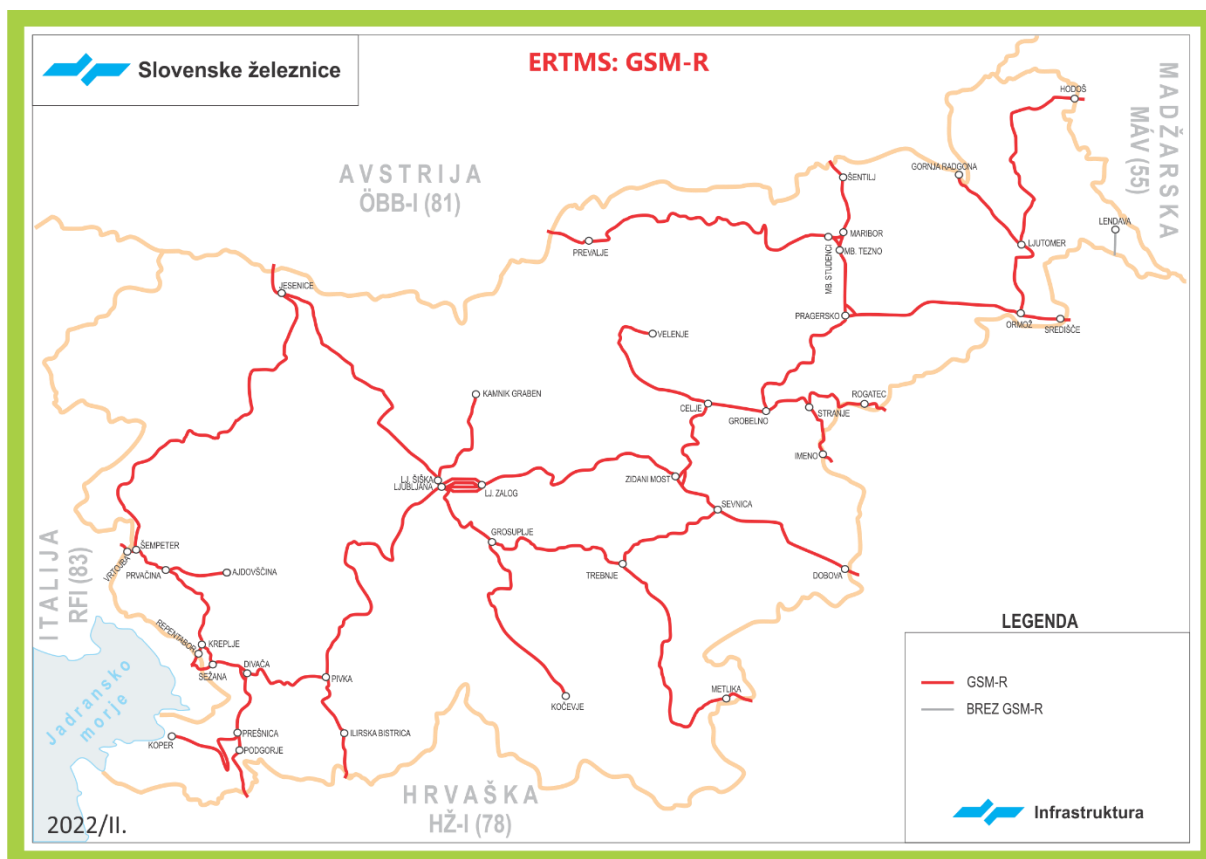 Slovenske železnice
ERTMS: GSM-R
AVSTRIJA
ÖBB-I (81)
MADŽARSKA
MÁV (55)
HODOŠ
GORNJA RADGONA
ŠENTILJ
LENDAVA
MARIBOR
LJUTOMER
PREVALJE
MB. TEZNO
MB. STUDENCI
JESENICE
PRAGERSKO
ORMOŽ
SREDIŠČE
VELENJE
KAMNIK GRABEN
ROGATEC
CELJE
GROBELNO
STRANJE
IMENO
LJ. ŠIŠKA
LJUBLJANA
LJ. ZALOG
ZIDANI MOST
SEVNICA
GROSUPLJE
ITALIJA
RFI (83)
ŠEMPETER
VRTOJBA
PRVAČINA
AJDOVŠČINA
TREBNJE
DOBOVA
REPENTABOR
KREPLJE
SEŽANA
DIVAČA
PIVKA
KOČEVJE
METLIKA
Jadransko
morje
KOPER
PREŠNICA
PODGORJE
ILIRSKA BISTRICA
HRVAŠKA
HŽ-I (78)
LEGENDA
GSM-R
BREZ GSM-R
Infrastruktura
2022/II.